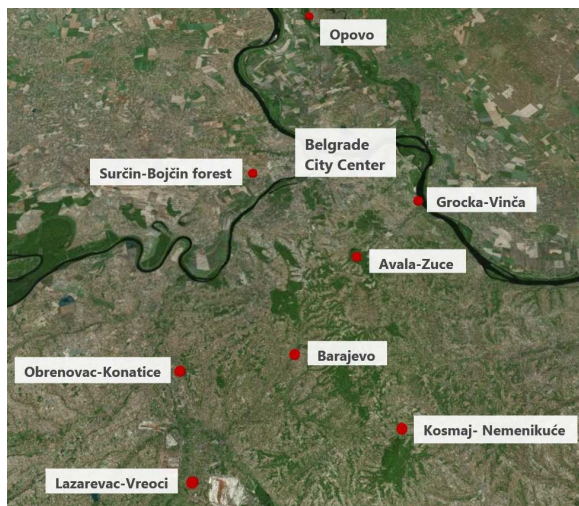 Opovo
Belgrade
City Center
Surčin-Bojčin forest
Grocka-Vinča
Avala-Zuce
Barajevo
Obrenovac-Konatice
Kosmaj- Nemenikuće
Lazarevac-Vreoci